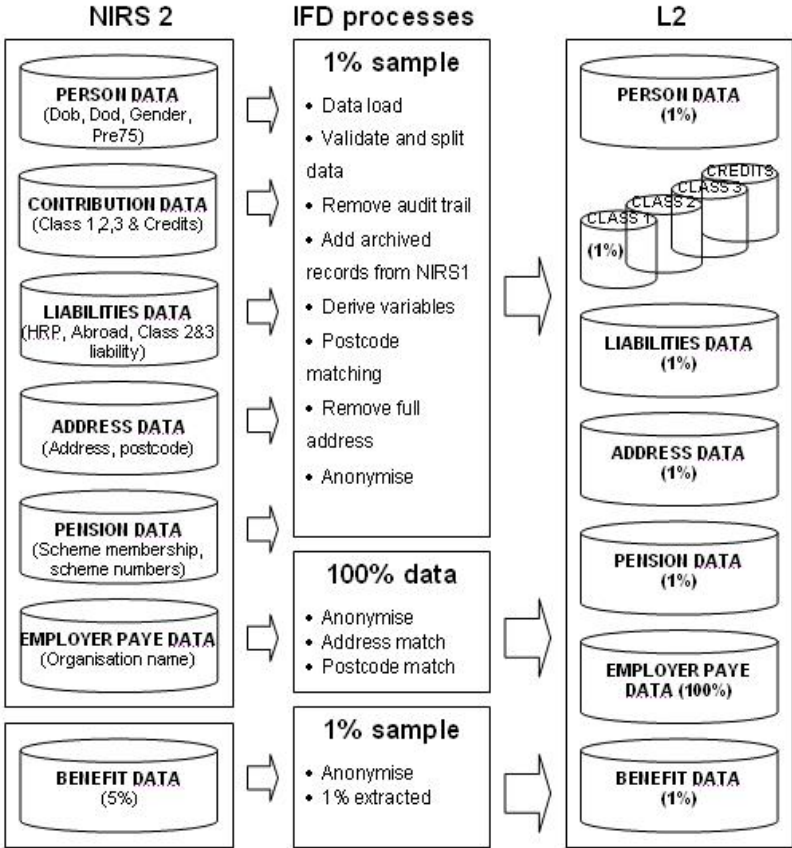 NIRS 2
PERSON DATA
(Dob, Dod, Gender,
Pre75)
CONTRIBUTION DATA
(Class 1,2,3 & Credits)
LIABILITIES DATA
(HRP, Abroad, Class 2&3
liability)
ADDRESS DATA
(Address, postcode)
PENSION DATA
(Scheme membership,
scheme numbers)
EMPLOYER PAYE DATA
(Organisation name)
BENEFIT DATA
(5%)
IFD processes
1% sample
• Data load
• Validate and split
data
• Remove audit trail
• Add archived
records from NIRS1
• Derive variables
• Postcode
matching
• Remove full
address
• Anonymise
100% data
• Anonymise
• Address match
• Postcode match
1% sample
• Anonymise
• 1% extracted
L2
PERSON DATA
(1%)
CREDITS
CLASS 3
CLASS 2
CLASS 1
(1%)
LIABILITIES DATA
(1%)
ADDRESS DATA
(1%)
PENSION DATA
(1%)
EMPLOYER PAYE
DATA (100%)
BENEFIT DATA
(1%)